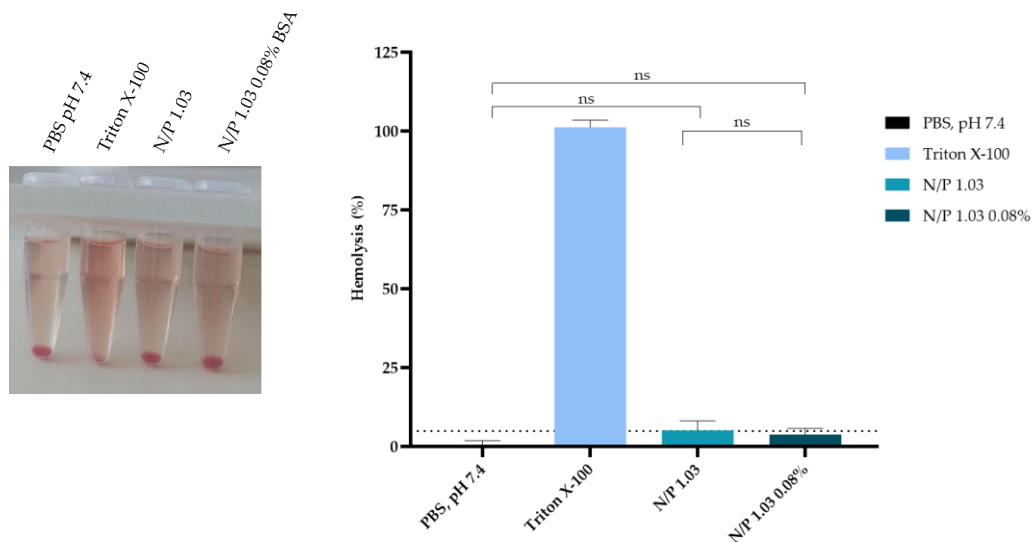 PBS pH 7.4
Triton X-100
N/P 1.03
N/P 1.03 0.08% BSA
Hemolysis (%)
125
100
75
50
25
0
ns
ns
ns
PBS, pH 7.4
Triton X-100
N/P 1.03
N/P 1.03 0.08%
PBS, pH 7.4
Triton X-100
N/P 1.03
N/P 1.03 0.08%